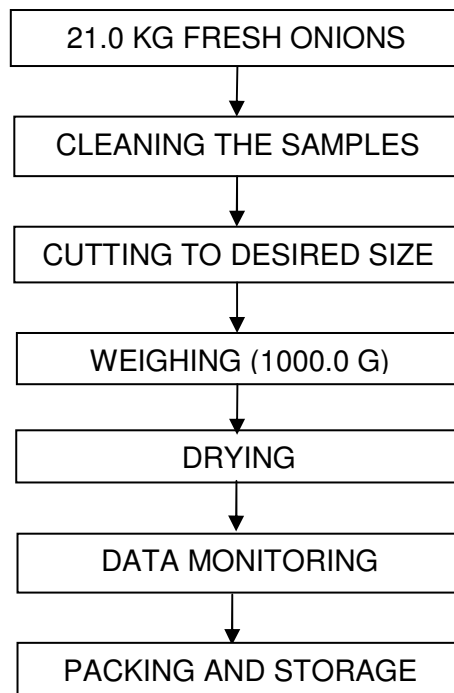 21.0 KG FRESH ONIONS
CLEANING THE SAMPLES
CUTTING TO DESIRED SIZE
WEIGHING (1000.0 G)
DRYING
DATA MONITORING
PACKING AND STORAGE